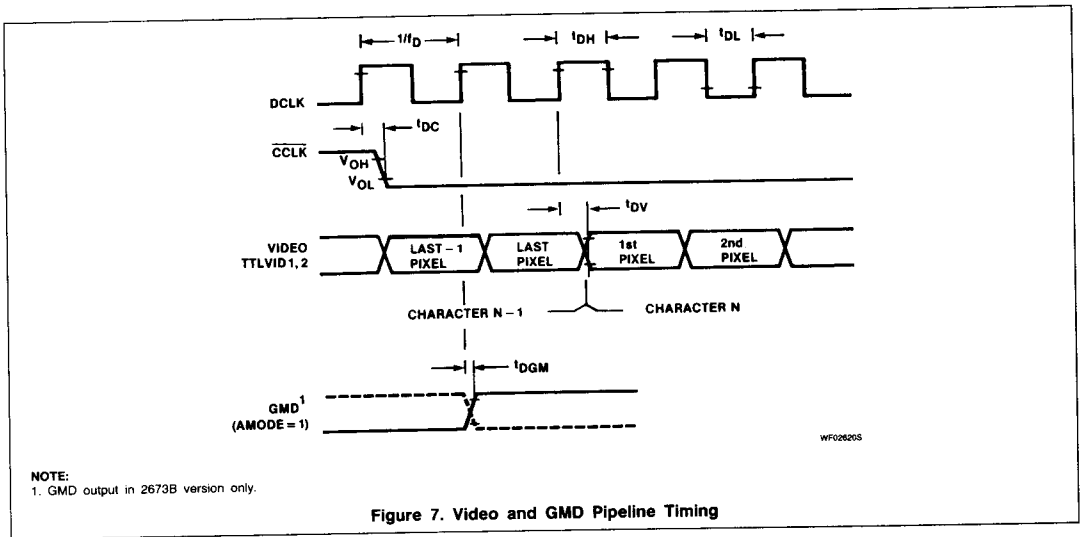 1/fD
tDH
tDL
DCLK
tDC
CCLK
VOH
VOL
tDV
VIDEO
TTLVID 1, 2
LAST – 1
PIXEL
LAST
PIXEL
1st
PIXEL
2nd
PIXEL
CHARACTER N – 1
CHARACTER N
tDGM
GMD1
(AMODE = 1)
WF02620S
NOTE:
1. GMD output in 2673B version only.
Figure 7. Video and GMD Pipeline Timing